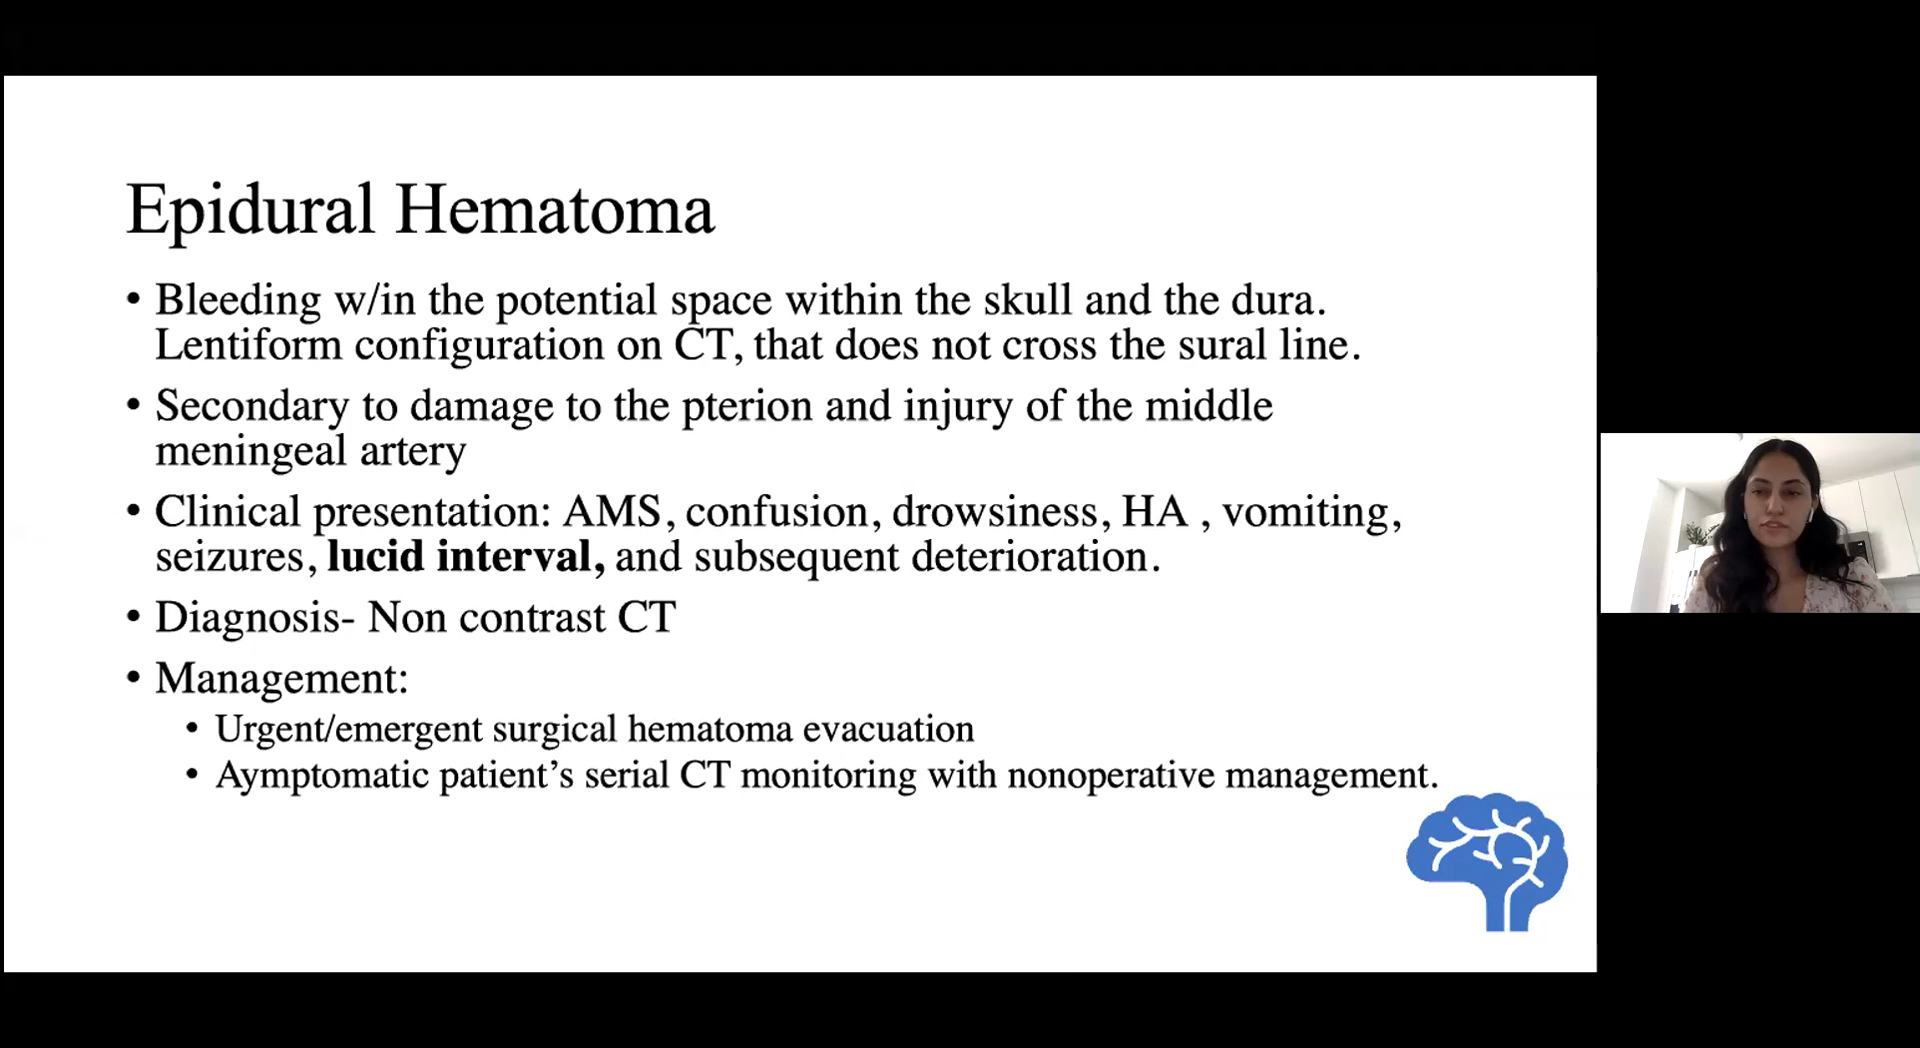 Epidural Hematoma
• Bleeding w/in the potential space within the skull and the dura.
Lentiform configuration on CT, that does not cross the sural line.
• Secondary to damage to the pterion and injury of the middle
meningeal artery
• Clinical presentation: AMS, confusion, drowsiness, HA , vomiting,
seizures, lucid interval, and subsequent deterioration.
• Diagnosis- Non contrast CT
• Management:
• Urgent/emergent surgical hematoma evacuation
• Aymptomatic patient’s serial CT monitoring with nonoperative management.